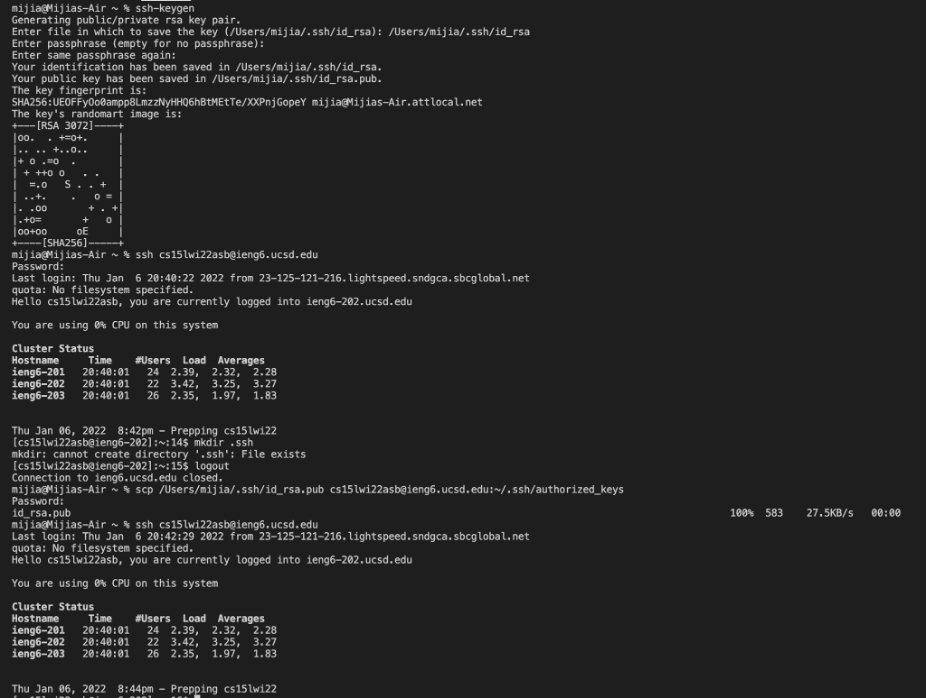 mijia@Mijias-Air ~ % ssh-keygen
Generating public/private rsa key pair.
Enter file in which to save the key (/Users/mijia/.ssh/id_rsa): /Users/mijia/.ssh/id_rsa
Enter passphrase (empty for no passphrase):
Enter same passphrase again:
Your identification has been saved in /Users/mijia/.ssh/id_rsa.
Your public key has been saved in /Users/mijia/.ssh/id_rsa.pub.
The key fingerprint is:
SHA256:UEOFFyOo0ampp8LmzzNyHHQ6hBtMEtTe/XXPnjGopeY mijia@Mijias-Air.attlocal.net
The key's randomart image is:
+---[RSA 3072]----+
|oo.  . +=o+.     |
|.. .. +..o..     |
|+ o .=o  .       |
| + ++o o   . .   |
|  =.o   S . . +  |
| ..+.    .   o = |
|. .oo       + . +|
|.+o=       +   o |
|oo+oo     oE     |
+----[SHA256]-----+
mijia@Mijias-Air ~ % ssh cs15lwi22asb@ieng6.ucsd.edu
Password:
Last login: Thu Jan  6 20:40:22 2022 from 23-125-121-216.lightspeed.sndgca.sbcglobal.net
quota: No filesystem specified.
Hello cs15lwi22asb, you are currently logged into ieng6-202.ucsd.edu
You are using 0% CPU on this system
Cluster Status
Hostname     Time    #Users  Load  Averages
ieng6-201   20:40:01   24  2.39,  2.32,  2.28
ieng6-202   20:40:01   22  3.42,  3.25,  3.27
ieng6-203   20:40:01   26  2.35,  1.97,  1.83
Thu Jan 06, 2022  8:42pm - Prepping cs15lwi22
[cs15lwi22asb@ieng6-202]:~:14$ mkdir .ssh
mkdir: cannot create directory '.ssh': File exists
[cs15lwi22asb@ieng6-202]:~:15$ logout
Connection to ieng6.ucsd.edu closed.
mijia@Mijias-Air ~ % scp /Users/mijia/.ssh/id_rsa.pub cs15lwi22asb@ieng6.ucsd.edu:~/.ssh/authorized_keys
Password:
id_rsa.pub 100%  583    27.5KB/s   00:00
mijia@Mijias-Air ~ % ssh cs15lwi22asb@ieng6.ucsd.edu
Last login: Thu Jan  6 20:42:29 2022 from 23-125-121-216.lightspeed.sndgca.sbcglobal.net
quota: No filesystem specified.
Hello cs15lwi22asb, you are currently logged into ieng6-202.ucsd.edu
You are using 0% CPU on this system
Cluster Status
Hostname     Time    #Users  Load  Averages
ieng6-201   20:40:01   24  2.39,  2.32,  2.28
ieng6-202   20:40:01   22  3.42,  3.25,  3.27
ieng6-203   20:40:01   26  2.35,  1.97,  1.83
Thu Jan 06, 2022  8:44pm - Prepping cs15lwi22